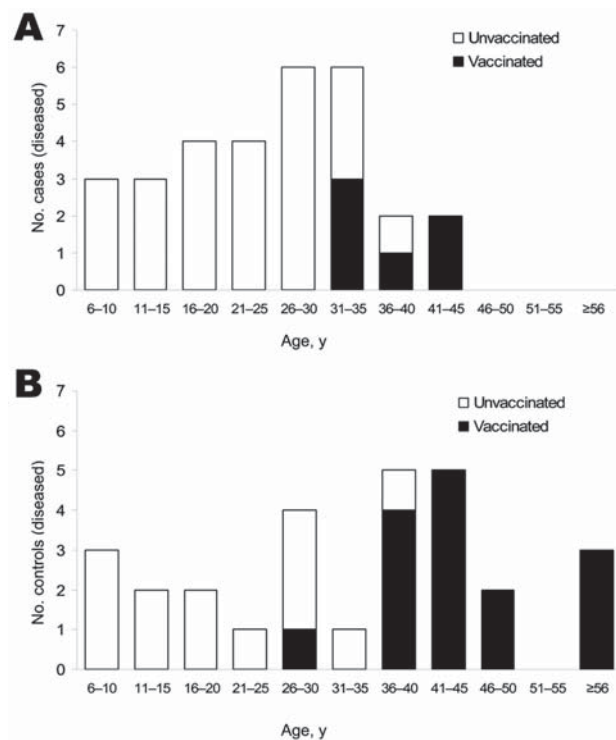 A
7
Unvaccinated
Vaccinated
6
5
4
3
2
1
0
No. cases (diseased)
6–10 11–15 16–20 21–25 26–30 31–35 36–40 41–45 46–50 51–55 ≥56
Age, y
B
7
Unvaccinated
Vaccinated
6
5
4
3
2
1
0
No. controls (diseased)
6–10 11–15 16–20 21–25 26–30 31–35 36–40 41–45 46–50 51–55 ≥56
Age, y